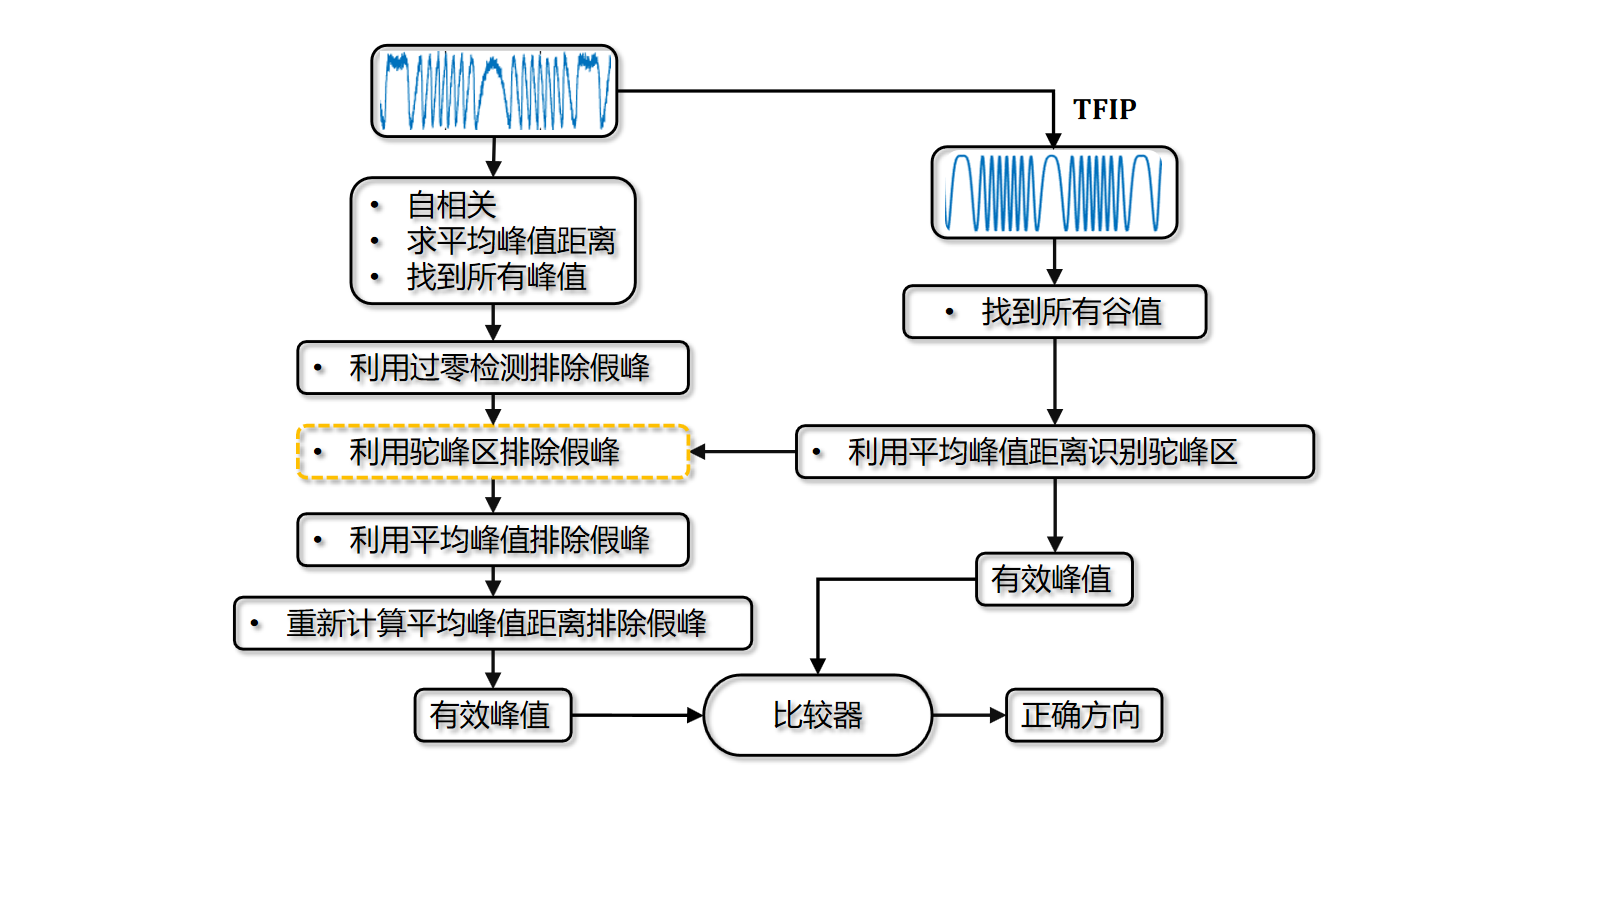 TFIP
• 自相关
• 求平均峰值距离
• 找到所有峰值
• 找到所有谷值
• 利用过零检测排除假峰
• 利用驼峰区排除假峰
• 利用平均峰值距离识别驼峰区
• 利用平均峰值排除假峰
有效峰值
• 重新计算平均峰值距离排除假峰
有效峰值
比较器
正确方向